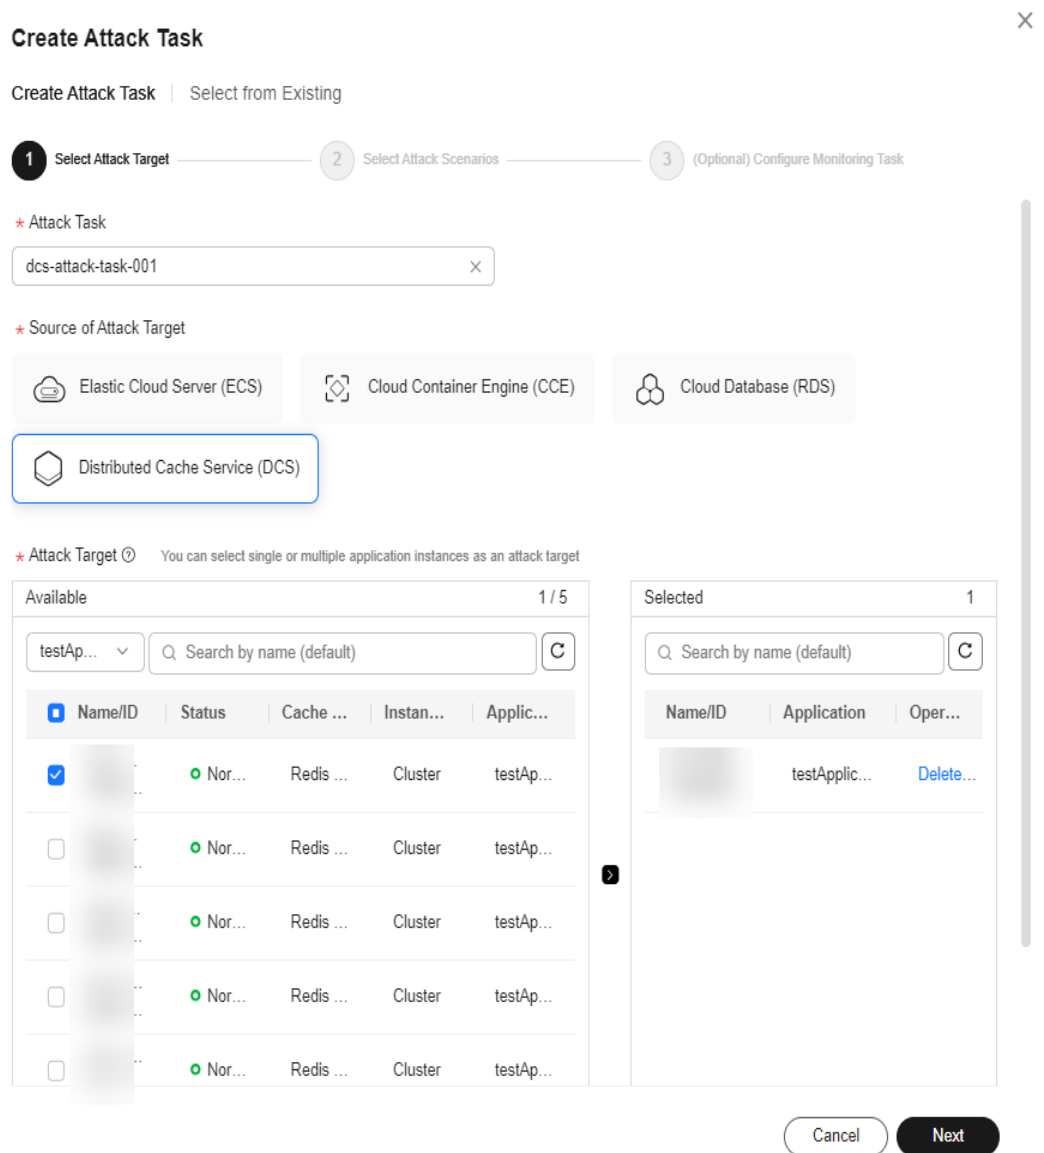 Create Attack Task
Create Attack Task Select from Existing
1 Select Attack Target 2 Select Attack Scenarios 3 (Optional) Configure Monitoring Task
* Attack Task
dcs-attack-task-001
* Source of Attack Target
Elastic Cloud Server (ECS) Cloud Container Engine (CCE) Cloud Database (RDS)
Distributed Cache Service (DCS)
* Attack Target ? You can select single or multiple application instances as an attack target
Available 1 / 5 Selected 1
testAp... Search by name (default) Search by name (default)
Name/ID Status Cache ... Instan... Applic... Name/ID Application Oper...
Nor... Redis ... Cluster testAp... testApplic... Delete...
Nor... Redis ... Cluster testAp...
Nor... Redis ... Cluster testAp...
Nor... Redis ... Cluster testAp...
Nor... Redis ... Cluster testAp...
Cancel Next